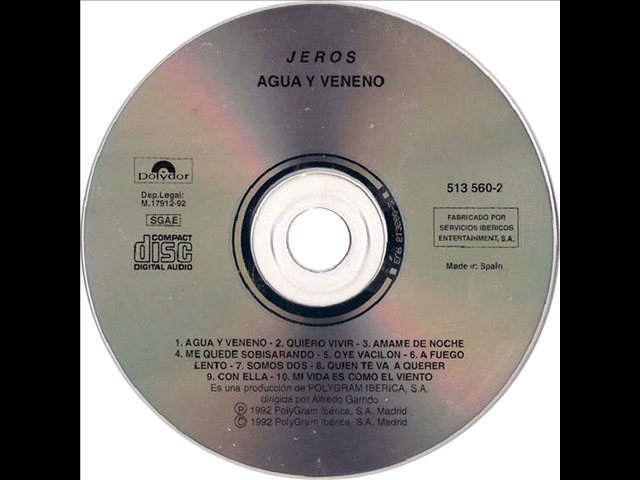 JEROS
AGUA Y VENENO
polydor
Dep.Legal:
M.17912-92
SGAE
COMPACT
disc
DIGITAL AUDIO
513 560-2
FABRICADO POR
SERVICIOS IBERICOS
ENTERTAINMENT, S.A.
Made in Spain
1. AGUA Y VENENO - 2. QUIERO VIVIR - 3. AMAME DE NOCHE
4. ME QUEDE SOBISARANDO - 5. OYE VACILON - 6. A FUEGO
LENTO - 7. SOMOS DOS - 8. QUIEN TE VA A QUERER
9. CON ELLA - 10. MI VIDA ES COMO EL VIENTO
Es una producción de POLYGRAM IBERICA, S.A.
dirigida por Alfredo Garrido
Ⓟ 1992 PolyGram Ibérica, S.A. Madrid
© 1992 PolyGram Ibérica, S.A. Madrid